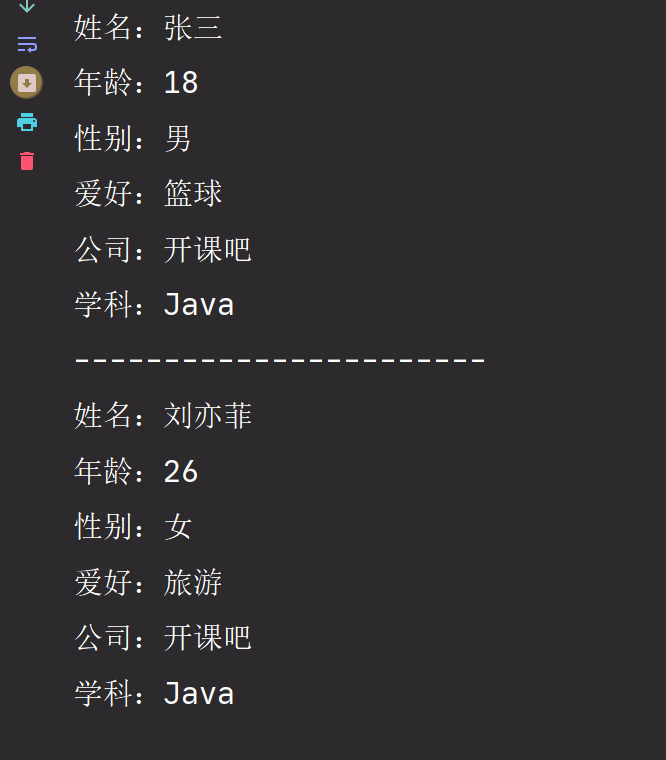 姓名：张三
年龄：18
性别：男
爱好：篮球
公司：开课吧
学科：Java
-----------------------
姓名：刘亦菲
年龄：26
性别：女
爱好：旅游
公司：开课吧
学科：Java